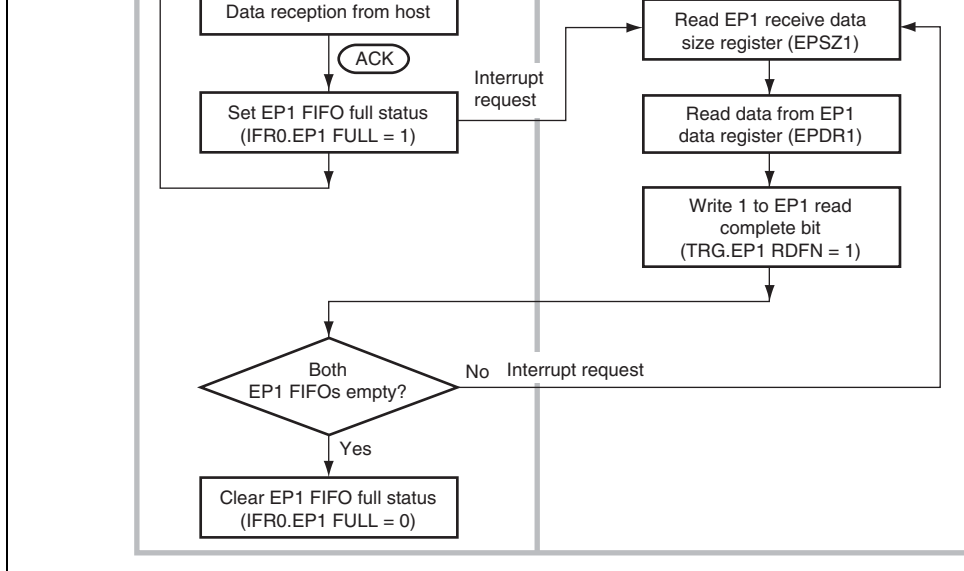 Data reception from host
ACK
Set EP1 FIFO full status
(IFR0.EP1 FULL = 1)
Interrupt
request
Read EP1 receive data
size register (EPSZ1)
Read data from EP1
data register (EPDR1)
Write 1 to EP1 read
complete bit
(TRG.EP1 RDFN = 1)
Both
EP1 FIFOs empty?
No Interrupt request
Yes
Clear EP1 FIFO full status
(IFR0.EP1 FULL = 0)